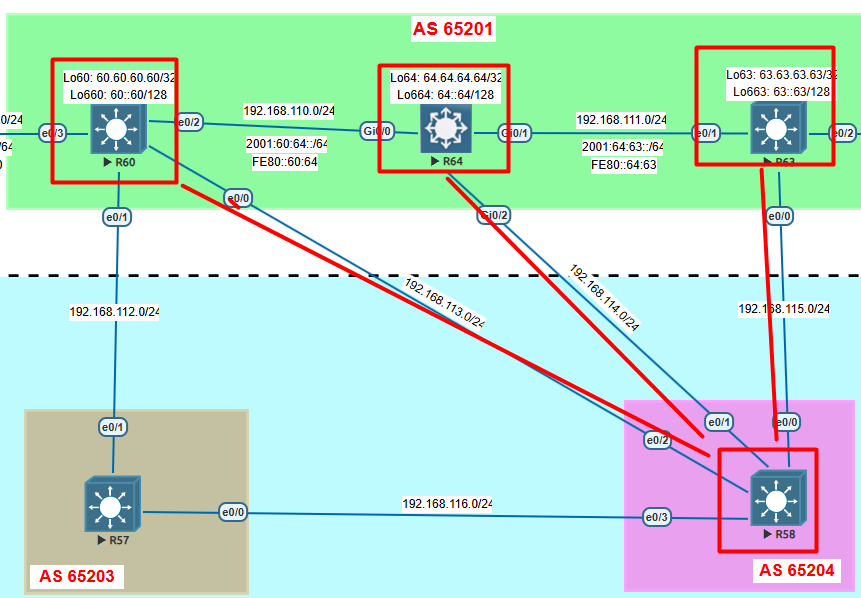 AS 65201
Lo60: 60.60.60.60/32
Lo660: 60::60/128
Lo64: 64.64.64.64/32
Lo664: 64::64/128
Lo63: 63.63.63.63/32
Lo663: 63::63/128
0/24
e0/3
R60
e0/2
192.168.110.0/24
2001:60:64::/64
FE80::60:64
Gi0/0
R64
Gi0/1
192.168.111.0/24
2001:64:63::/64
FE80::64:63
e0/1
R63
e0/2
/64
e0/1
e0/0
Gi0/2
e0/0
192.168.112.0/24
192.168.113.0/24
192.168.114.0/24
192.168.115.0/24
e0/1
e0/2
e0/1
e0/0
R57
e0/0
192.168.116.0/24
e0/3
R58
AS 65203
AS 65204